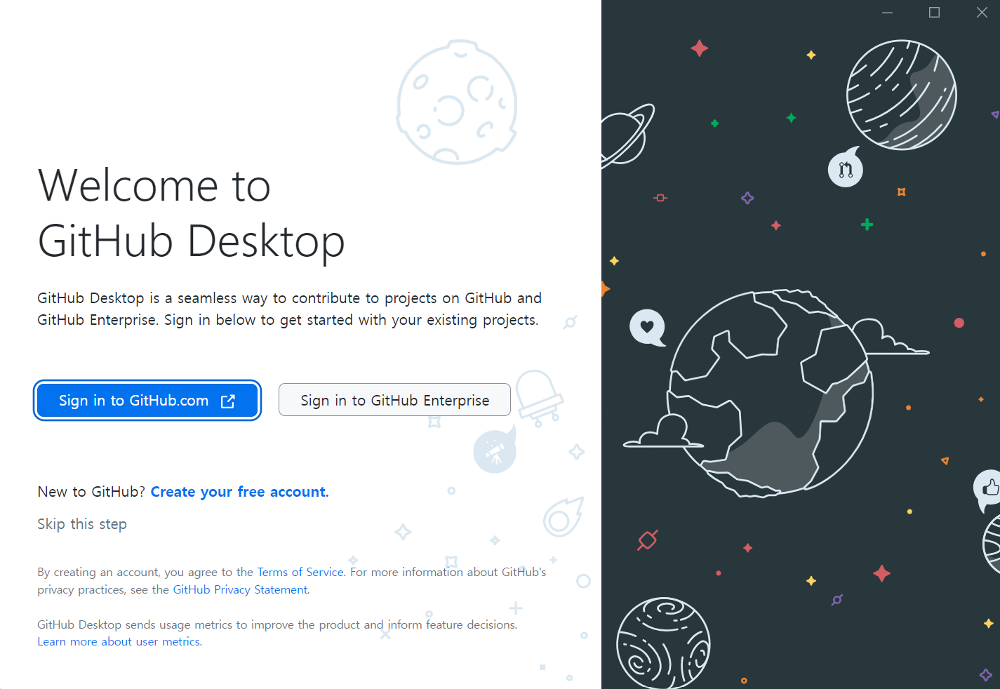 Welcome to
GitHub Desktop
GitHub Desktop is a seamless way to contribute to projects on GitHub and
GitHub Enterprise. Sign in below to get started with your existing projects.
Sign in to GitHub.com
Sign in to GitHub Enterprise
New to GitHub? Create your free account.
Skip this step
By creating an account, you agree to the Terms of Service. For more information about GitHub's
privacy practices, see the GitHub Privacy Statement.
GitHub Desktop sends usage metrics to improve the product and inform feature decisions.
Learn more about user metrics.